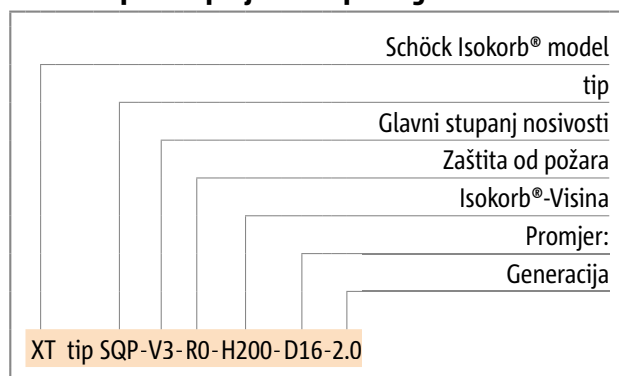 Schöck Isokorb® model
tip
Glavni stupanj nosivosti
Zaštita od požara
Isokorb®-Visina
Promjer:
Generacija
XT tip SQP-V3-R0-H200-D16-2.0